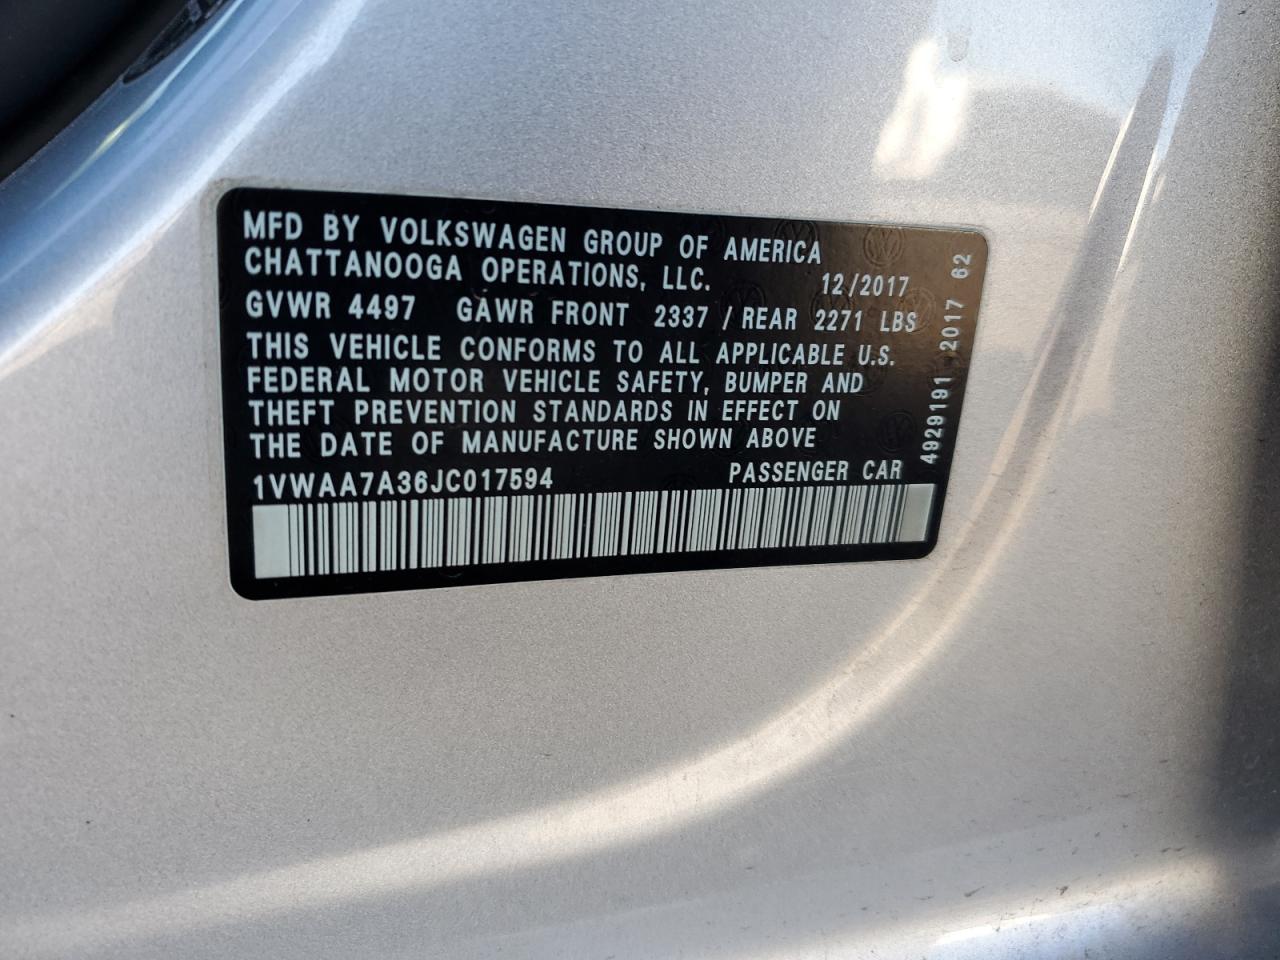 MFD BY VOLKSWAGEN GROUP OF AMERICA
CHATTANOOGA OPERATIONS, LLC. 12/2017
GVWR 4497 GAWR FRONT 2337 / REAR 2271 LBS
THIS VEHICLE CONFORMS TO ALL APPLICABLE U.S.
FEDERAL MOTOR VEHICLE SAFETY, BUMPER AND
THEFT PREVENTION STANDARDS IN EFFECT ON
THE DATE OF MANUFACTURE SHOWN ABOVE
1VWAA7A36JC017594 PASSENGER CAR
4929191 2017 62